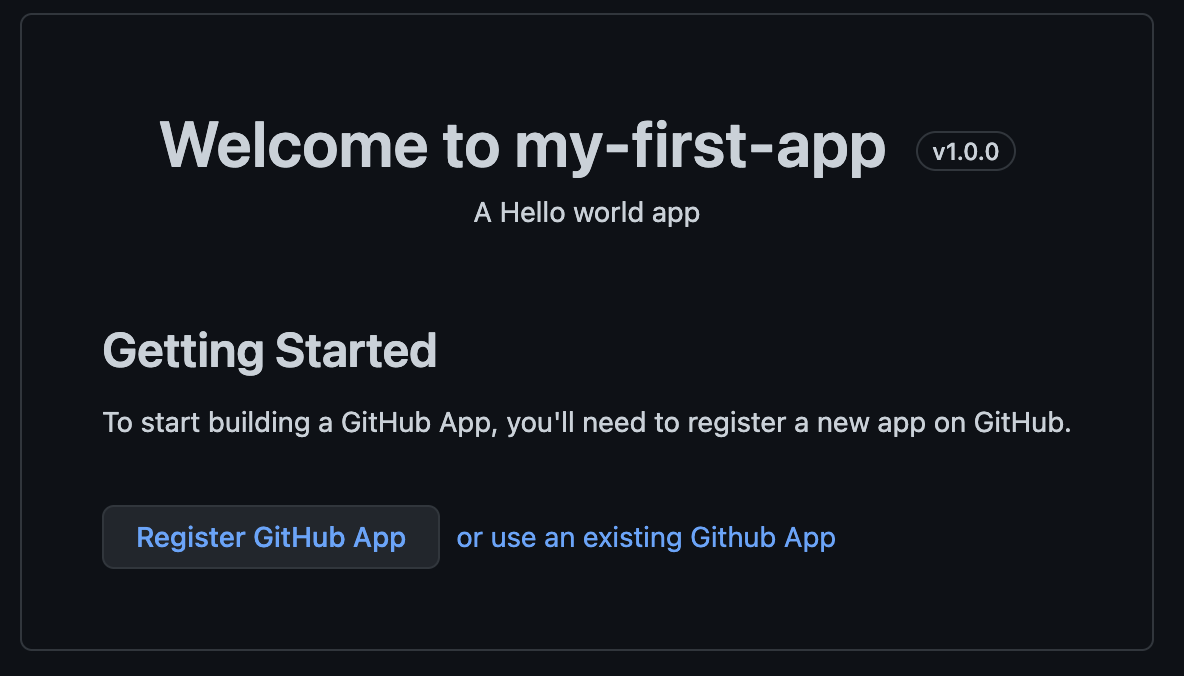 Welcome to my-first-app v1.0.0
A Hello world app
Getting Started
To start building a GitHub App, you'll need to register a new app on GitHub.
Register GitHub App or use an existing Github App